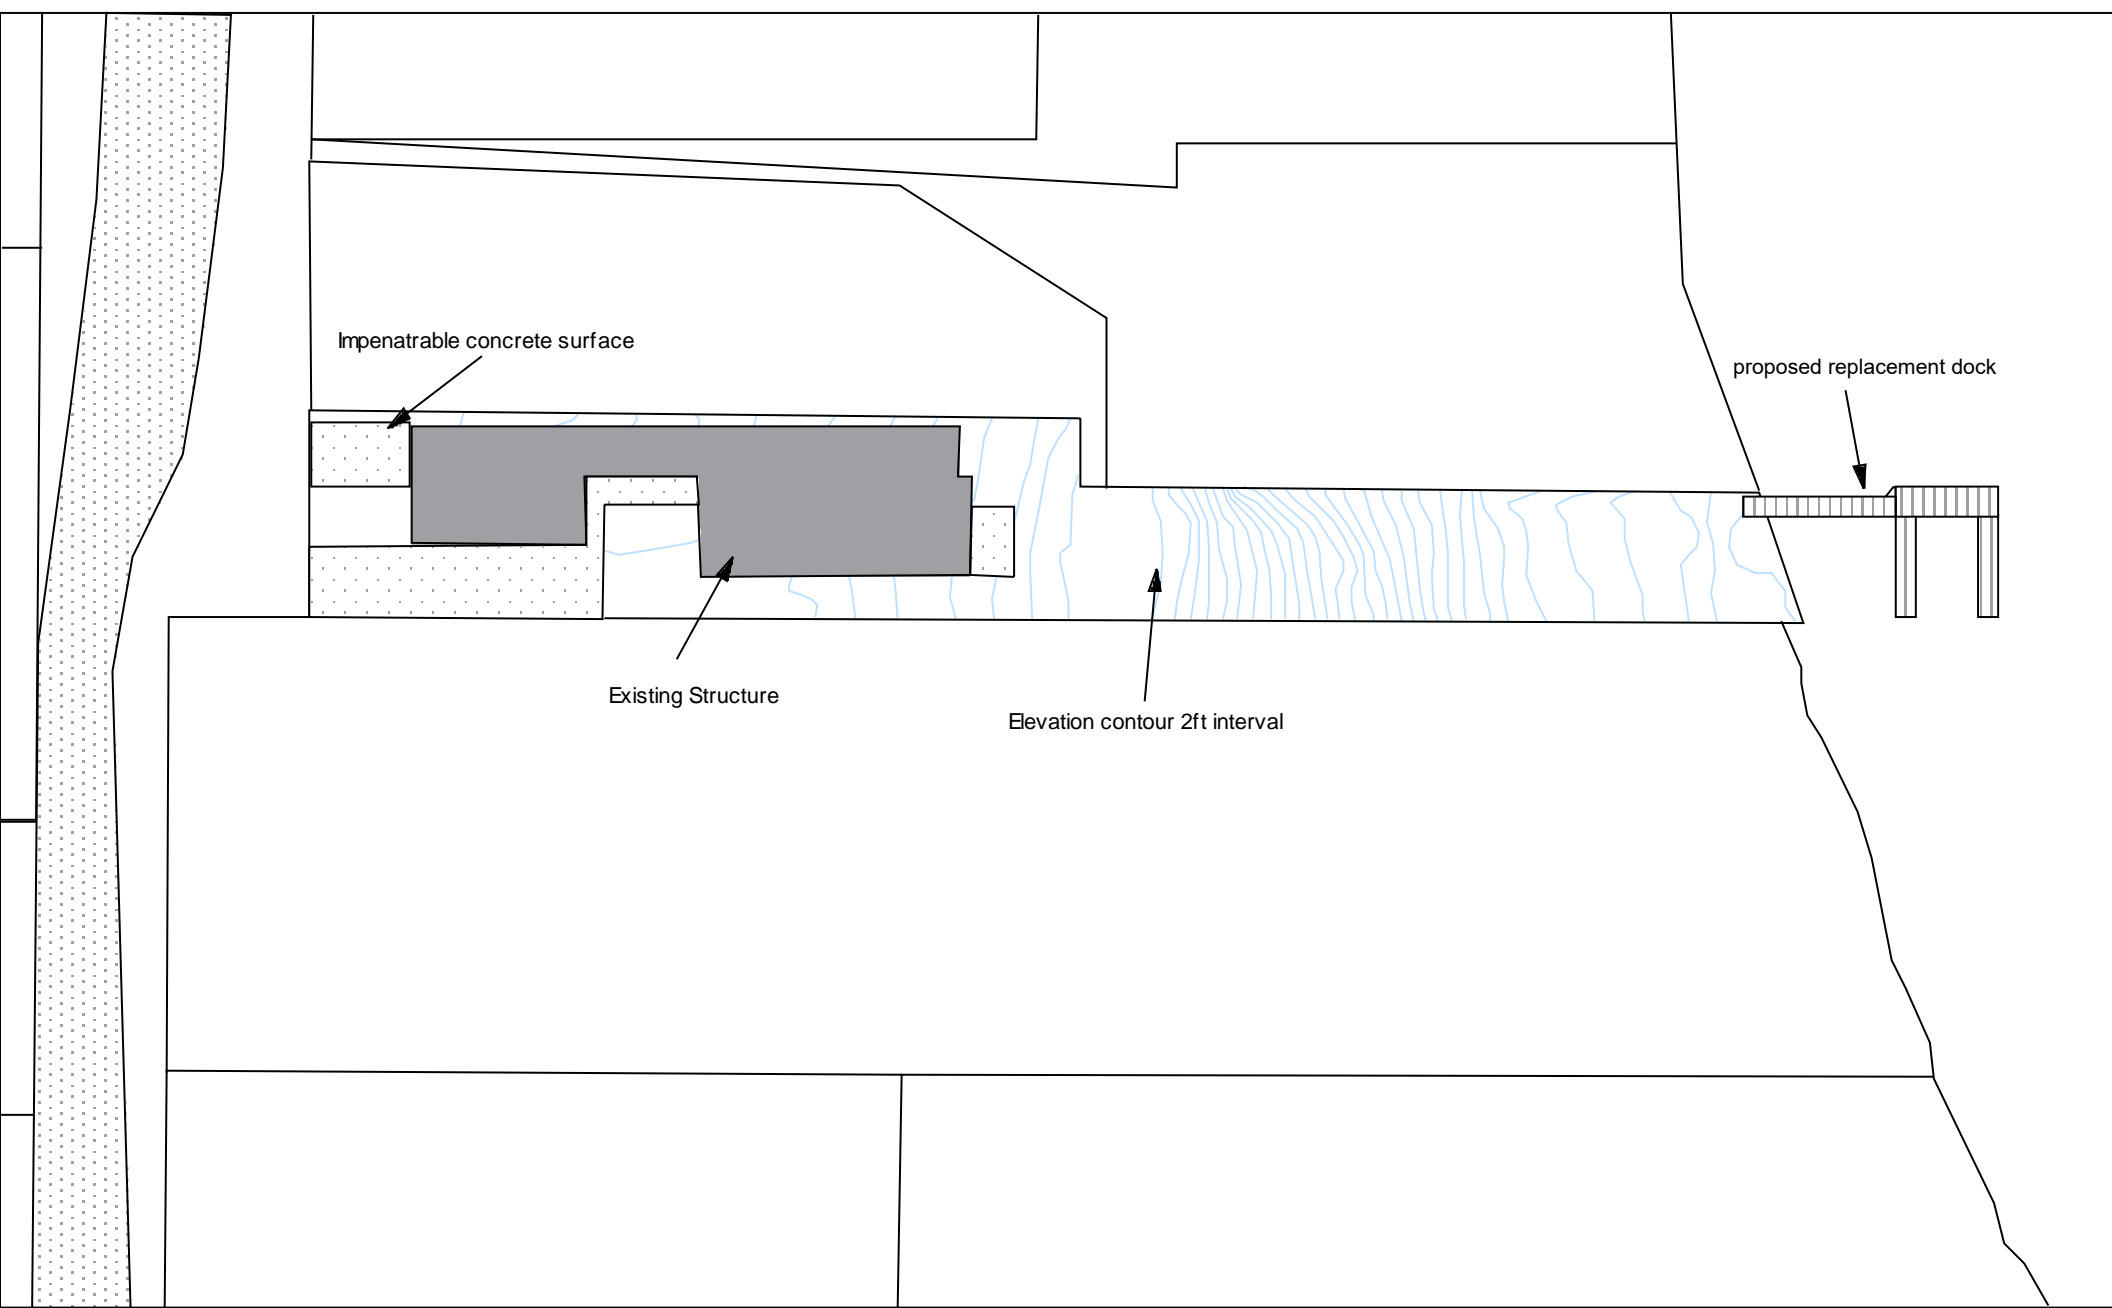 Impenatrable concrete surface
proposed replacement dock
Existing Structure
Elevation contour 2ft interval